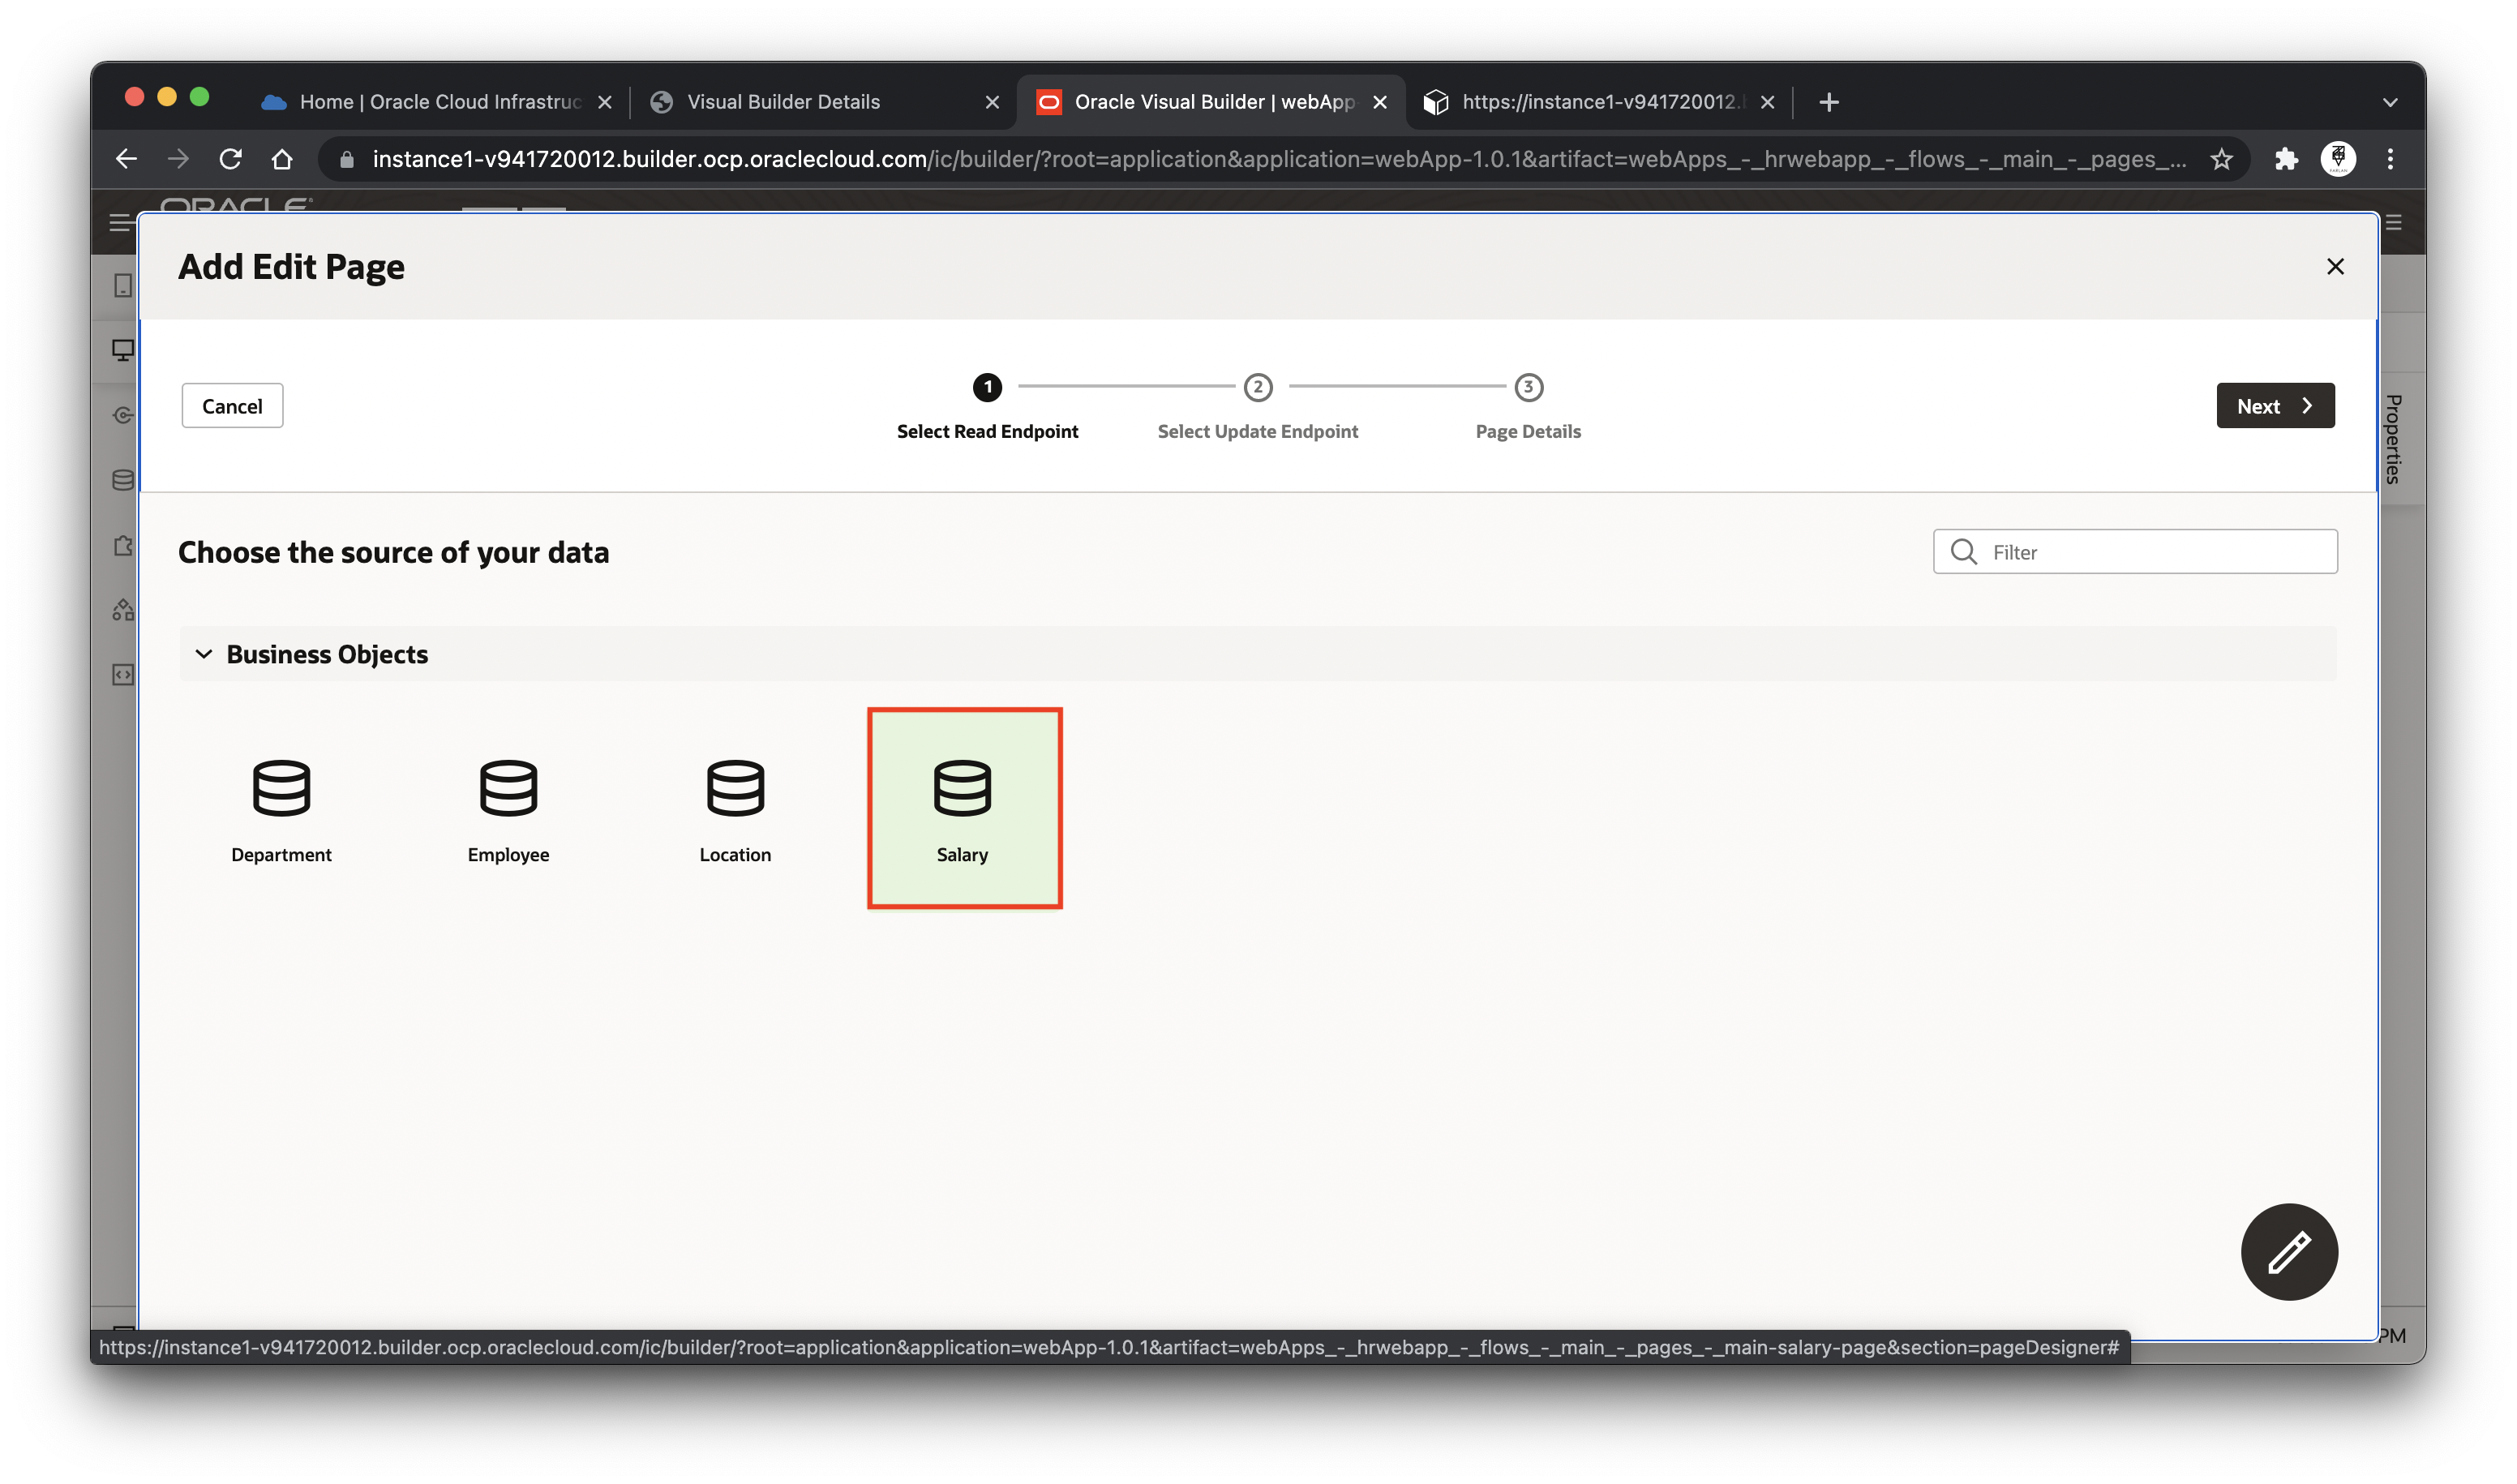 Home | Oracle Cloud Infrastruc
Visual Builder Details
Oracle Visual Builder | webApp-
https://instance1-v941720012.
instance1-v941720012.builder.ocp.oraclecloud.com/ic/builder/?root=application&application=webApp-1.0.1&artifact=webApps_-_hrwebapp_-_flows_-_main_-_pages_...
ORACLE
Add Edit Page
Cancel
1
2
3
Next
Select Read Endpoint
Select Update Endpoint
Page Details
Properties
Choose the source of your data
Filter
Business Objects
Department
Employee
Location
Salary
PM
https://instance1-v941720012.builder.ocp.oraclecloud.com/ic/builder/?root=application&application=webApp-1.0.1&artifact=webApps_-_hrwebapp_-_flows_-_main_-_pages_-_main-salary-page&section=pageDesigner#